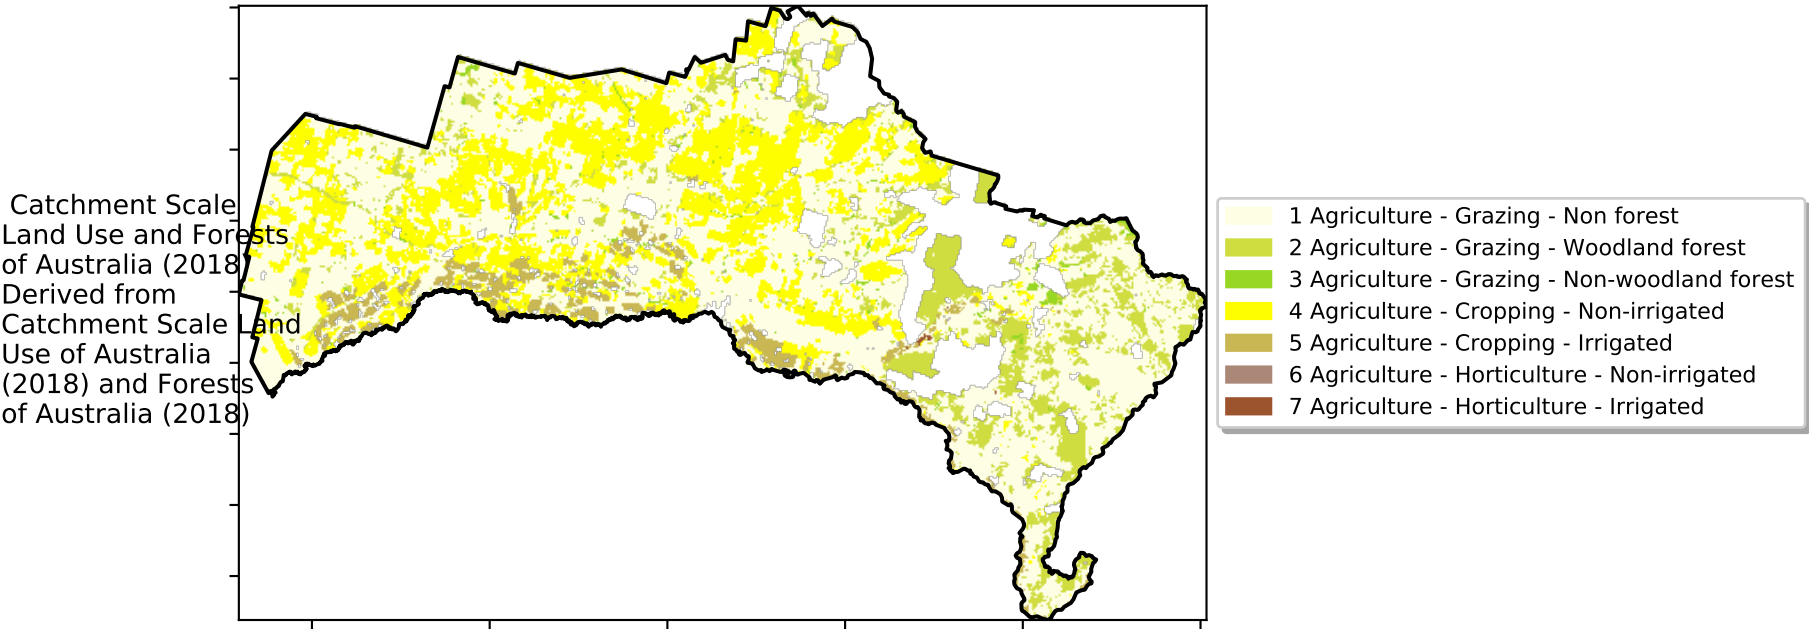 Catchment Scale
Land Use and Forests
of Australia (2018)
Derived from
Catchment Scale Land
Use of Australia
(2018) and Forests
of Australia (2018)
1 Agriculture - Grazing - Non forest
2 Agriculture - Grazing - Woodland forest
3 Agriculture - Grazing - Non-woodland forest
4 Agriculture - Cropping - Non-irrigated
5 Agriculture - Cropping - Irrigated
6 Agriculture - Horticulture - Non-irrigated
7 Agriculture - Horticulture - Irrigated